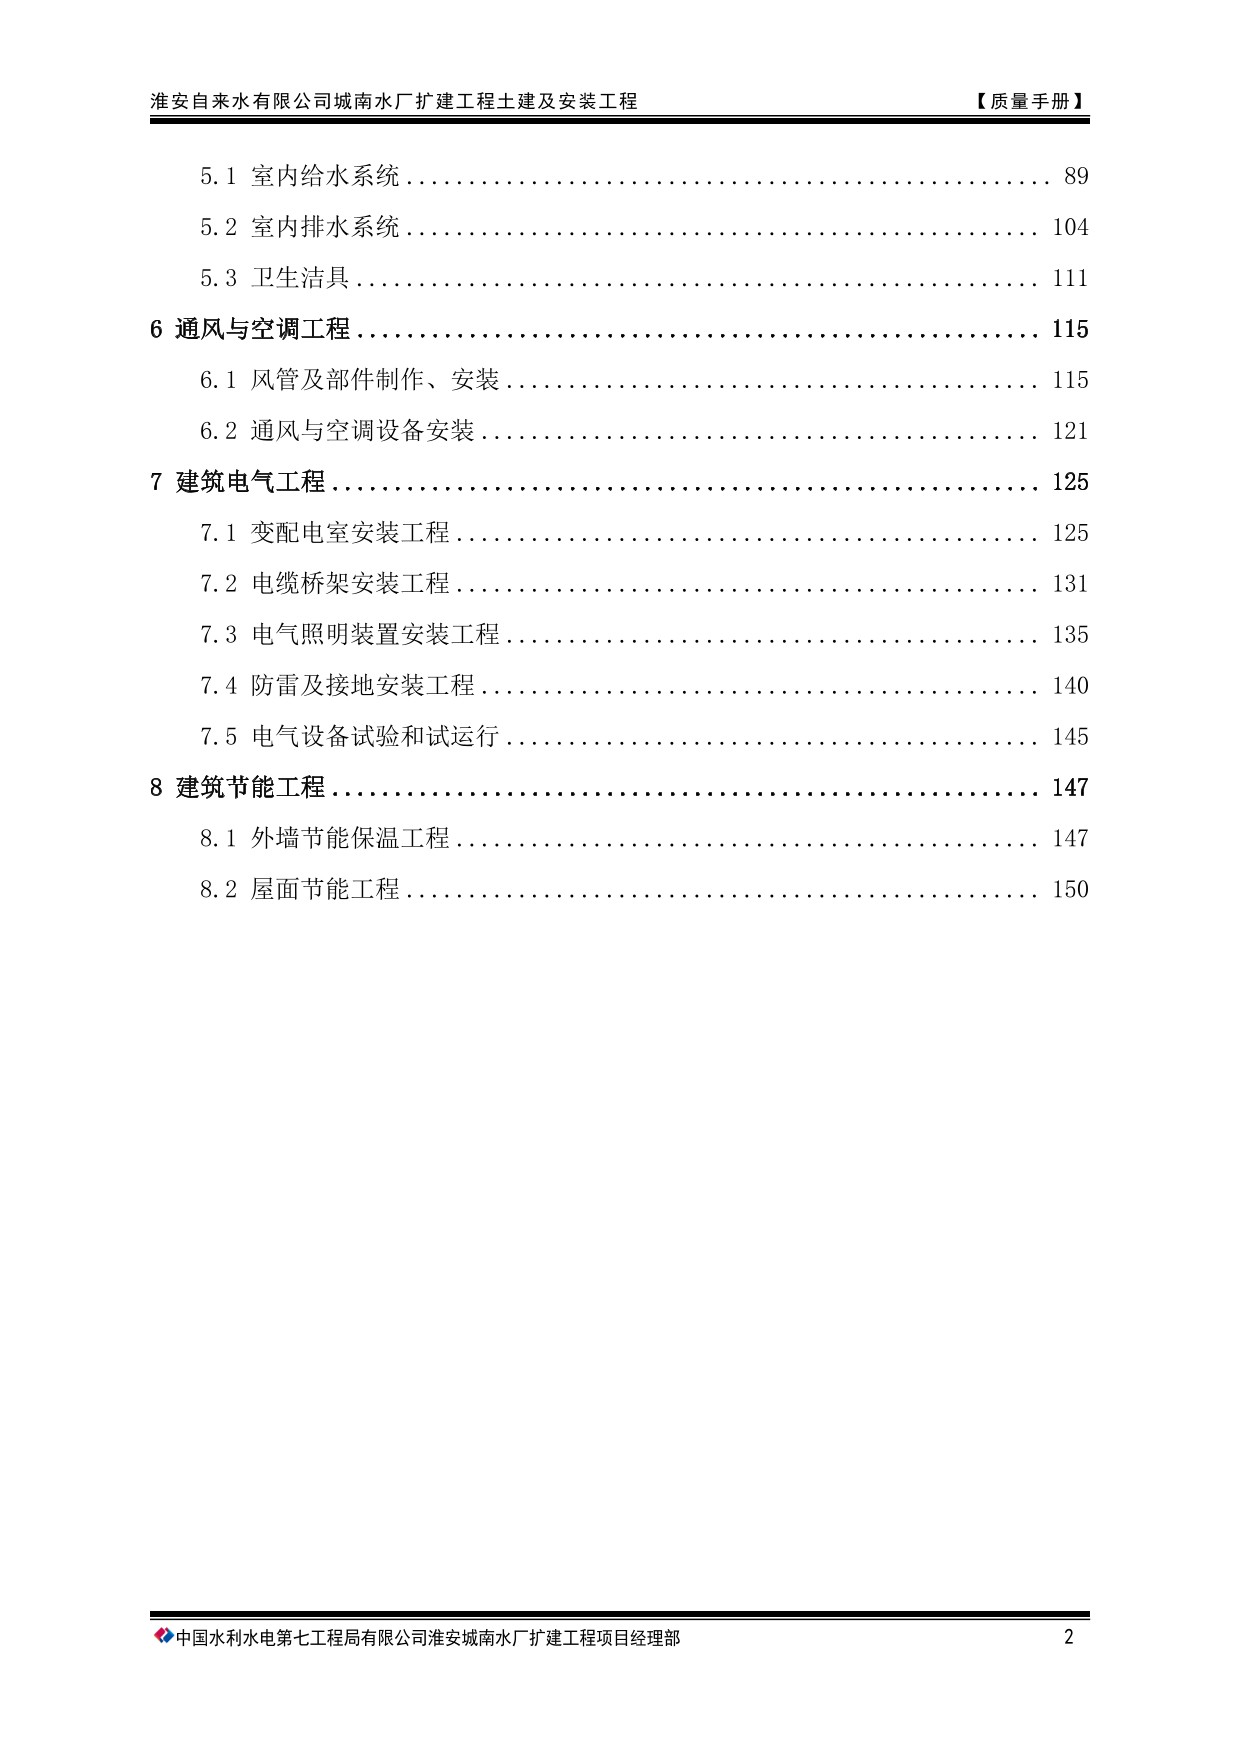 淮安自来水有限公司城南水厂扩建工程土建及安装工程 【质量手册】
5.1 室内给水系统.................................................... 89
5.2 室内排水系统................................................... 104
5.3 卫生洁具....................................................... 111
6 通风与空调工程....................................................... 115
6.1 风管及部件制作、安装........................................... 115
6.2 通风与空调设备安装............................................. 121
7 建筑电气工程......................................................... 125
7.1 变配电室安装工程............................................... 125
7.2 电缆桥架安装工程............................................... 131
7.3 电气照明装置安装工程........................................... 135
7.4 防雷及接地安装工程............................................. 140
7.5 电气设备试验和试运行........................................... 145
8 建筑节能工程......................................................... 147
8.1 外墙节能保温工程............................................... 147
8.2 屋面节能工程................................................... 150
中国水利水电第七工程局有限公司淮安城南水厂扩建工程项目经理部 2